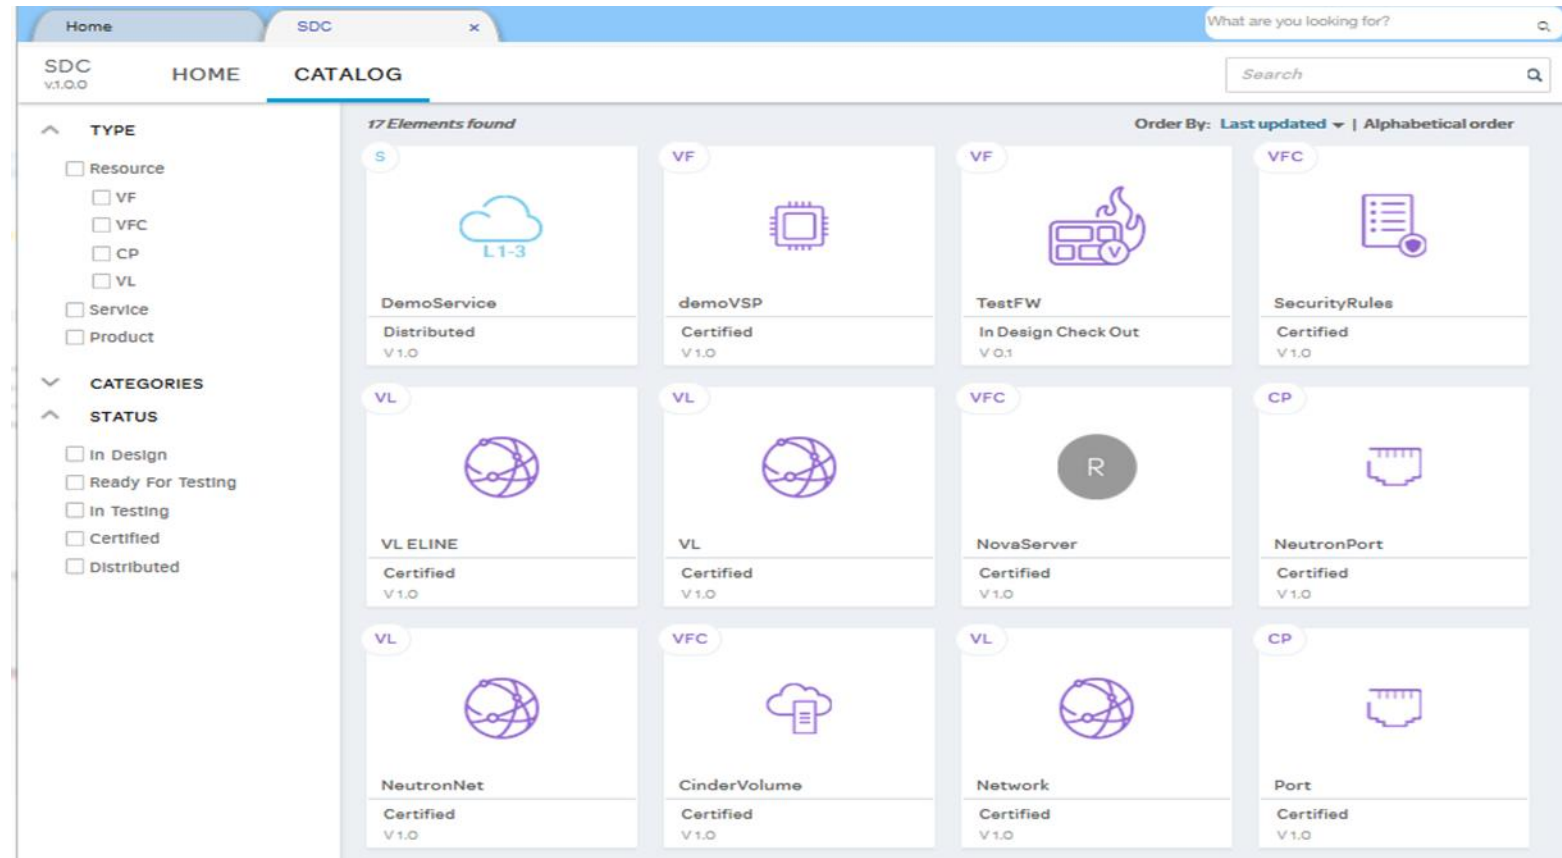 Home
SDC ×
What are you looking for?
SDC
v.1.0.0
HOME
CATALOG
Search
TYPE
Resource
VF
VFC
CP
VL
Service
Product
CATEGORIES
STATUS
In Design
Ready For Testing
In Testing
Certified
Distributed
17 Elements found
Order By: Last updated | Alphabetical order
S
L1-3
DemoService
Distributed
V 1.0
VF
demoVSP
Certified
V 1.0
VF
V
TestFW
In Design Check Out
V 0.1
VFC
SecurityRules
Certified
V 1.0
VL
VL ELINE
Certified
V 1.0
VL
VL
Certified
V 1.0
VFC
R
NovaServer
Certified
V 1.0
CP
NeutronPort
Certified
V 1.0
VL
NeutronNet
Certified
V 1.0
VFC
CinderVolume
Certified
V 1.0
VL
Network
Certified
V 1.0
CP
Port
Certified
V 1.0